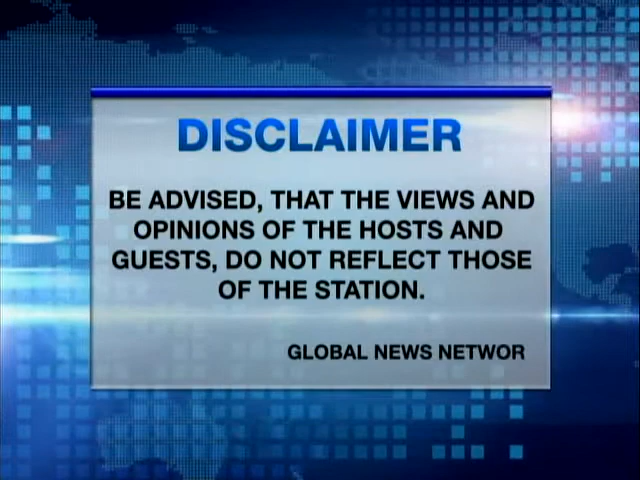 DISCLAIMER
BE ADVISED, THAT THE VIEWS AND
OPINIONS OF THE HOSTS AND
GUESTS, DO NOT REFLECT THOSE
OF THE STATION.
GLOBAL NEWS NETWOR